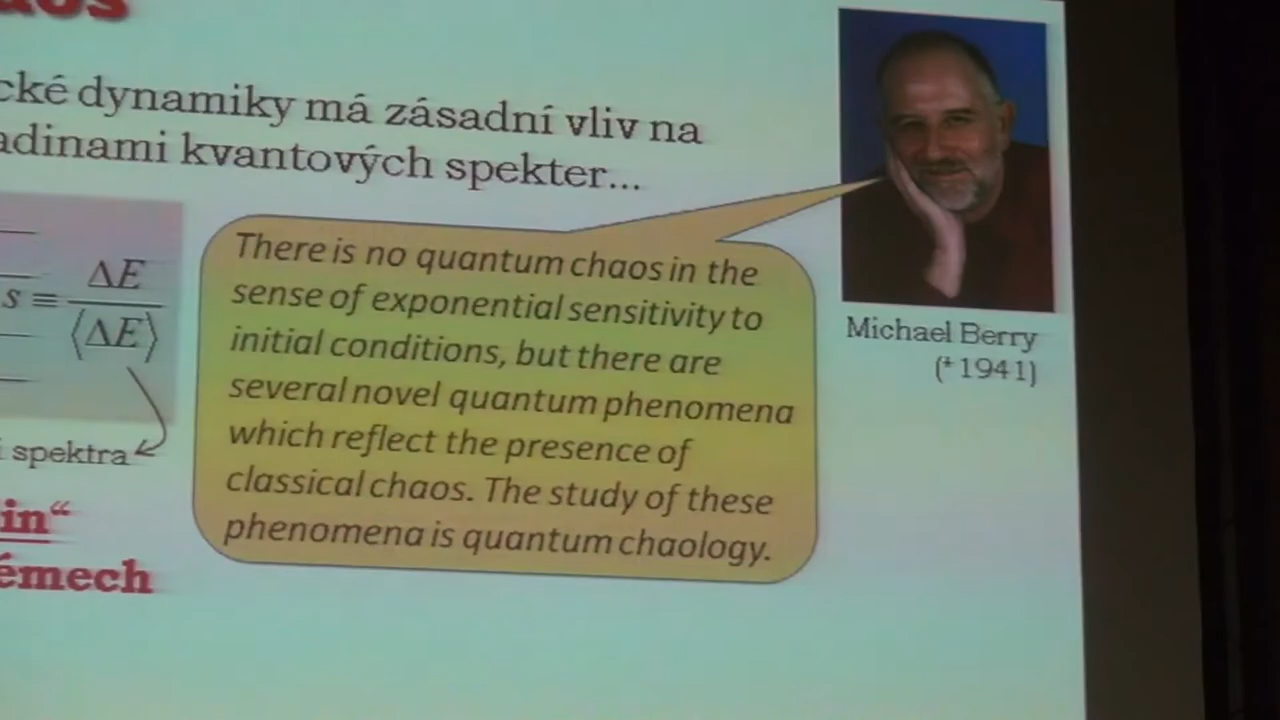 aos
cké dynamiky má zásadní vliv na
adinami kvantových spekter...
s ≡ ΔE
⟨ΔE⟩
There is no quantum chaos in the
sense of exponential sensitivity to
initial conditions, but there are
several novel quantum phenomena
which reflect the presence of
classical chaos. The study of these
phenomena is quantum chaology.
Michael Berry
(*1941)
í spektra
in“
émech